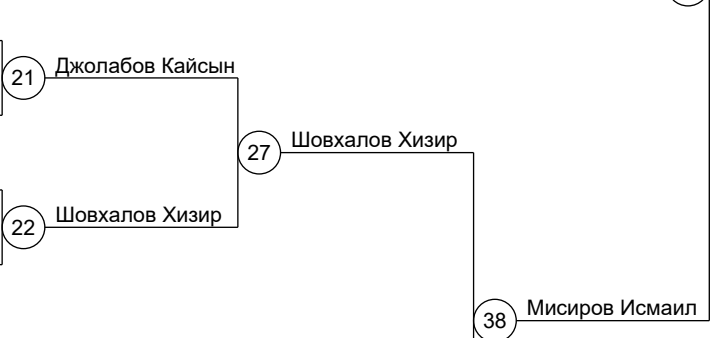 21 Джолабов Кайсын
27 Шовхалов Хизир
22 Шовхалов Хизир
38 Мисиров Исмаил